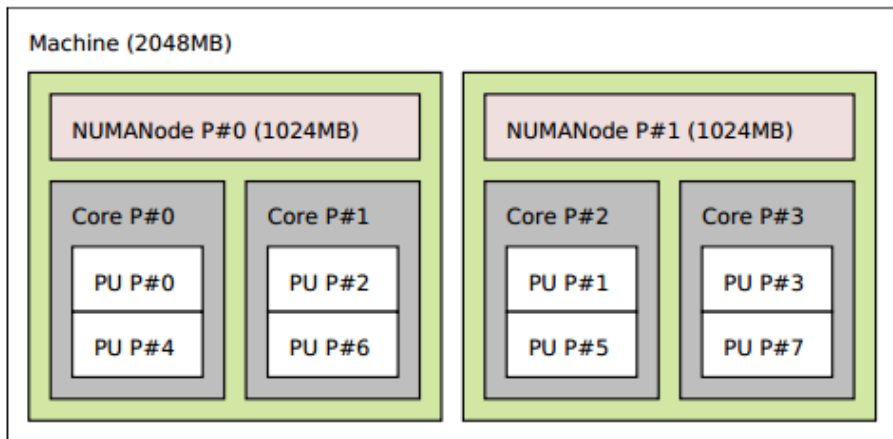 Machine (2048MB)
NUMANode P#0 (1024MB)
Core P#0
PU P#0
PU P#4
Core P#1
PU P#2
PU P#6
NUMANode P#1 (1024MB)
Core P#2
PU P#1
PU P#5
Core P#3
PU P#3
PU P#7